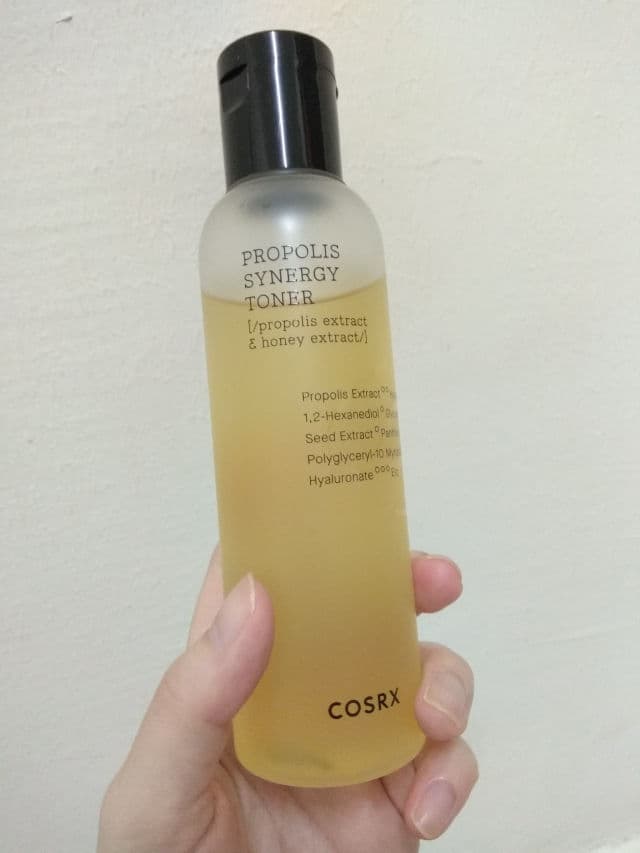 PROPOLIS
SYNERGY
TONER
[/propolis extract
& honey extract/]
Propolis Extract
1,2-Hexanediol
Seed Extract
Polyglyceryl-10
Hyaluronate
COSRX